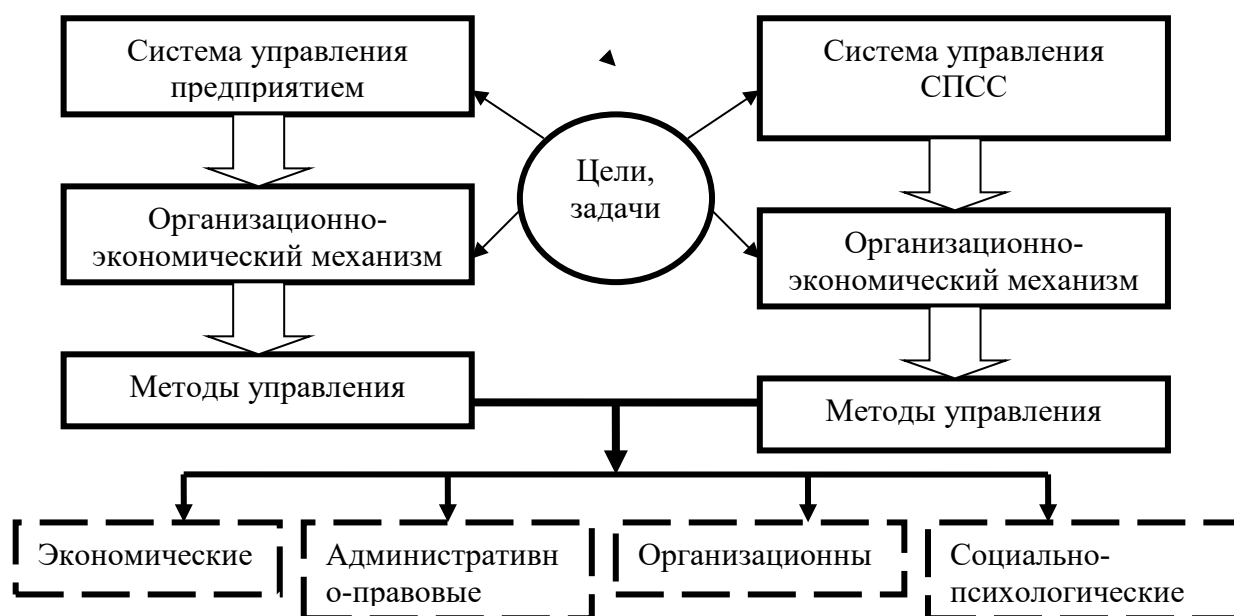 Система управления
предприятием
Система управления
СПСС
Цели,
задачи
Организационно-
экономический механизм
Организационно-
экономический механизм
Методы управления
Методы управления
Экономические
Административн
о-правовые
Организационны
Социально-
психологические